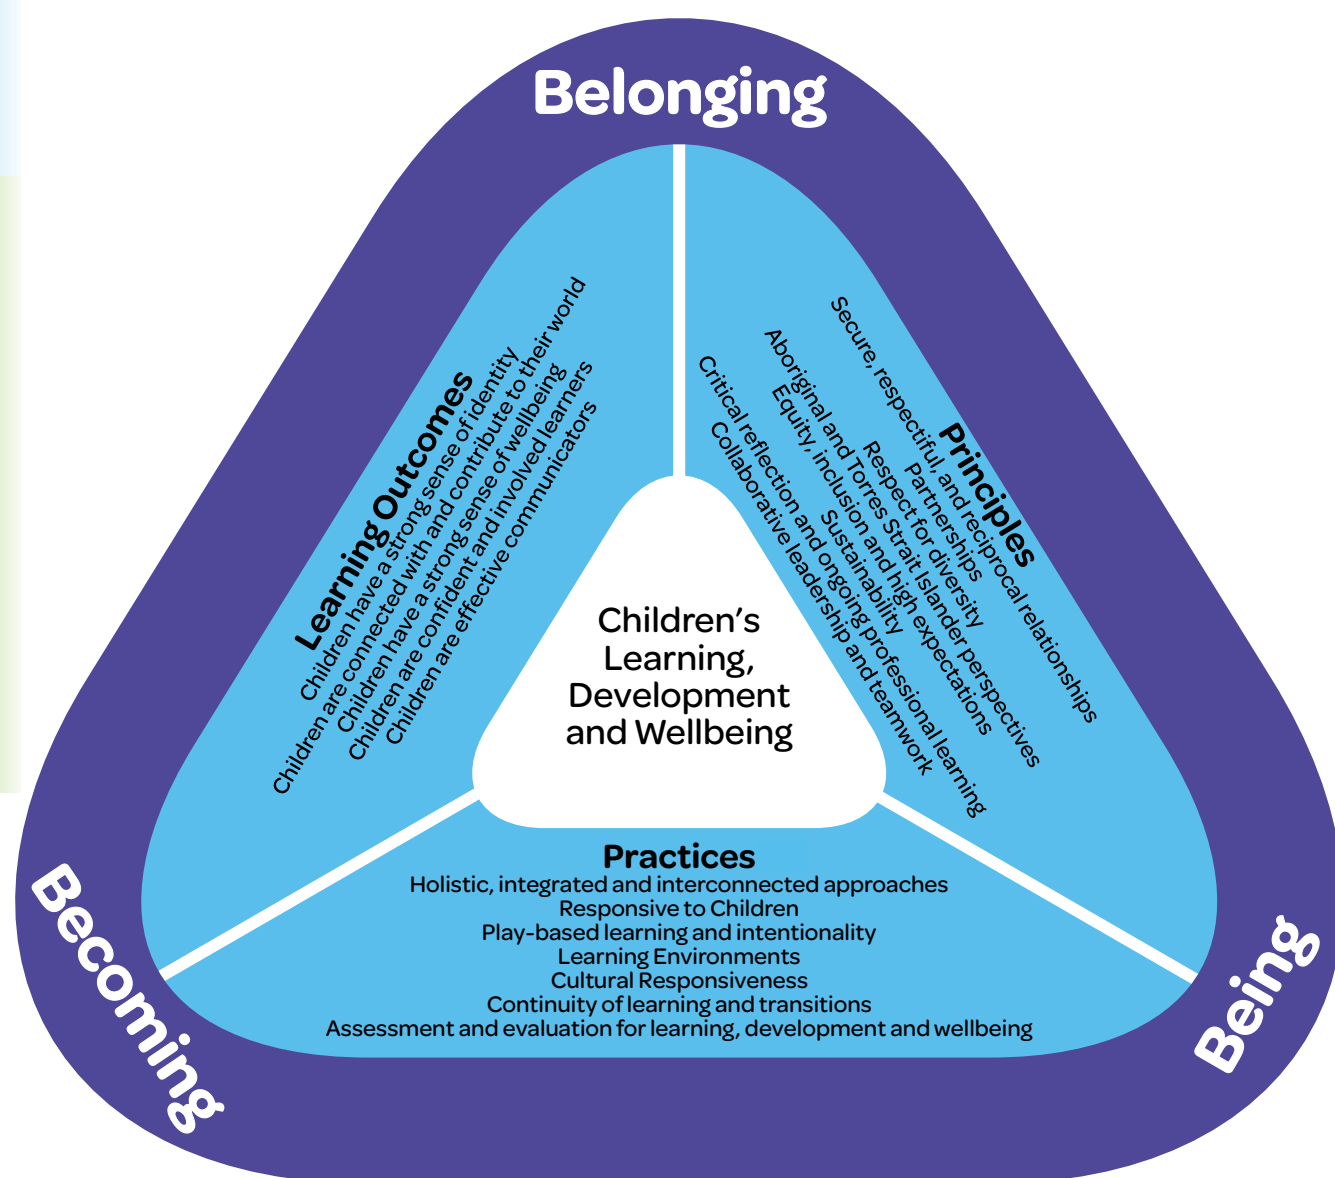 Belonging
Learning Outcomes
Children have a strong sense of identity
Children are connected with and contribute to their world
Children have a strong sense of wellbeing
Children are confident and involved learners
Children are effective communicators
Principles
Secure, respectiful, and reciprocal relationships
Partnerships
Respect for diversity
Aboriginal and Torres Strait Islander perspectives
Equity, inclusion and high expectations
Sustainability
Critical reflection and ongoing professional learning
Collaborative leadership and teamwork
Children’s
Learning,
Development
and Wellbeing
Practices
Holistic, integrated and interconnected approaches
Responsive to Children
Play-based learning and intentionality
Learning Environments
Cultural Responsiveness
Continuity of learning and transitions
Assessment and evaluation for learning, development and wellbeing
Becoming
Being